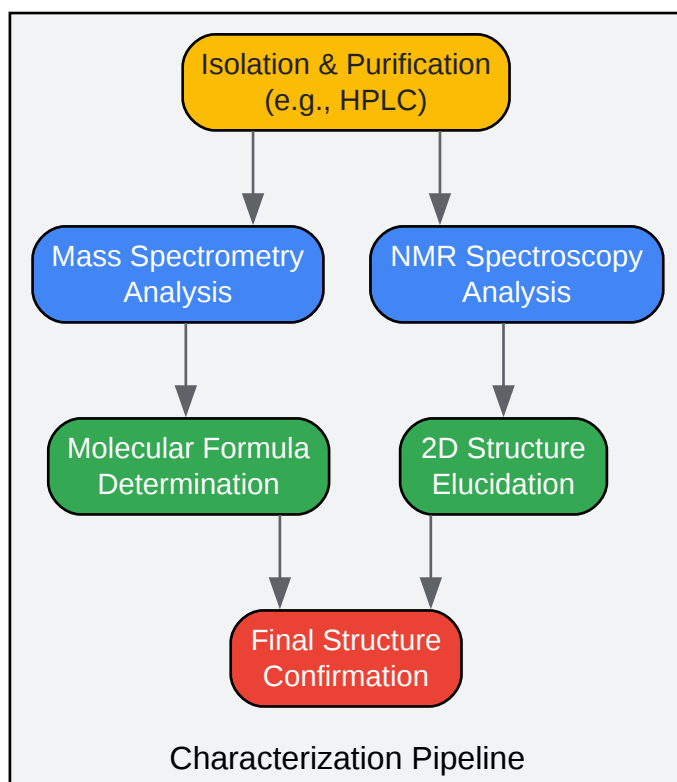 Isolation & Purification
(e.g., HPLC)
Mass Spectrometry
Analysis
NMR Spectroscopy
Analysis
Molecular Formula
Determination
2D Structure
Elucidation
Final Structure
Confirmation
Characterization Pipeline